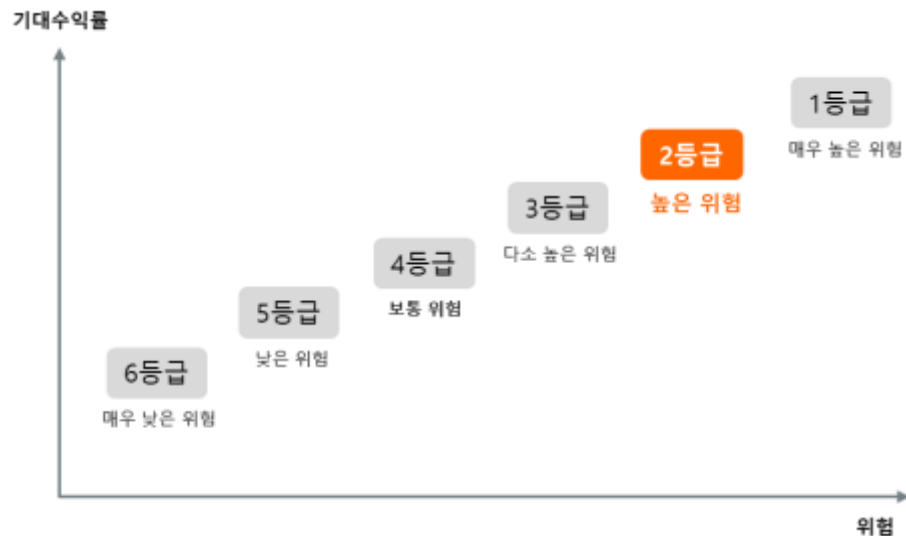 기대수익률
1등급
매우 높은 위험
2등급
높은 위험
3등급
다소 높은 위험
4등급
보통 위험
5등급
낮은 위험
6등급
매우 낮은 위험
위험